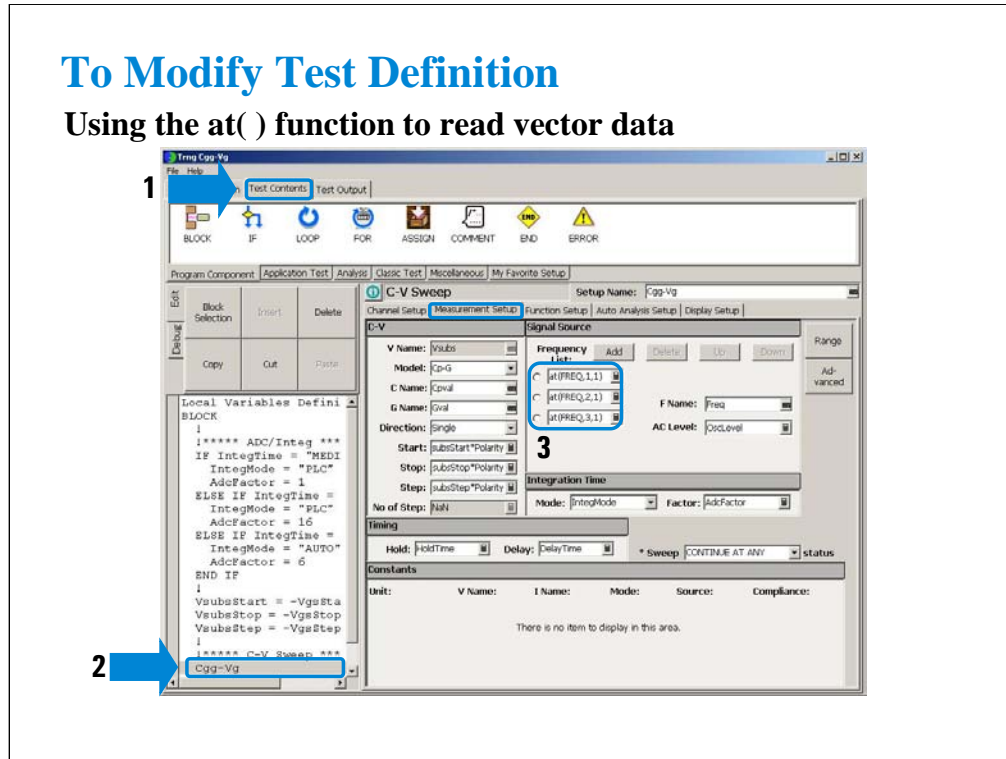 To Modify Test Definition
Using the at( ) function to read vector data
Trng Cgg-Vg
File Help
1
n Test Contents Test Output
BLOCK IF LOOP FOR ASSIGN COMMENT END ERROR
END
Program Component Application Test Analysis Classic Test Miscellaneous My Favorite Setup
Edit
Debug
Block Selection Insert Delete
Copy Cut Paste
C-V Sweep Setup Name: Cgg-Vg
Channel Setup Measurement Setup Function Setup Auto Analysis Setup Display Setup
C-V
V Name: Vsubs
Model: Cp-G
C Name: Cpval
G Name: Gval
Direction: Single
Start: subsStart*Polarity
Stop: subsStop*Polarity
Step: subsStep*Polarity
No of Step: NaN
Signal Source
Frequency List: Add Delete Up Down
at(FREQ,1,1)
at(FREQ,2,1)
at(FREQ,3,1)
3
F Name: Freq
AC Level: OscLevel
Range
Ad-
vanced
Integration Time
Mode: IntegMode Factor: AdcFactor
Timing
Hold: HoldTime Delay: DelayTime * Sweep CONTINUE AT ANY status
Constants
Unit: V Name: I Name: Mode: Source: Compliance:
There is no item to display in this area.
Local Variables Defini
BLOCK
!
!***** ADC/Integ ***
IF IntegTime = "MEDI
IntegMode = "PLC"
AdcFactor = 1
ELSE IF IntegTime =
IntegMode = "PLC"
AdcFactor = 16
ELSE IF IntegTime =
IntegMode = "AUTO"
AdcFactor = 6
END IF
!
VsubsStart = -VgsSta
VsubsStop = -VgsStop
VsubsStep = -VgsStep
!
!***** C-V Sweep ***
2
Cgg-Vg